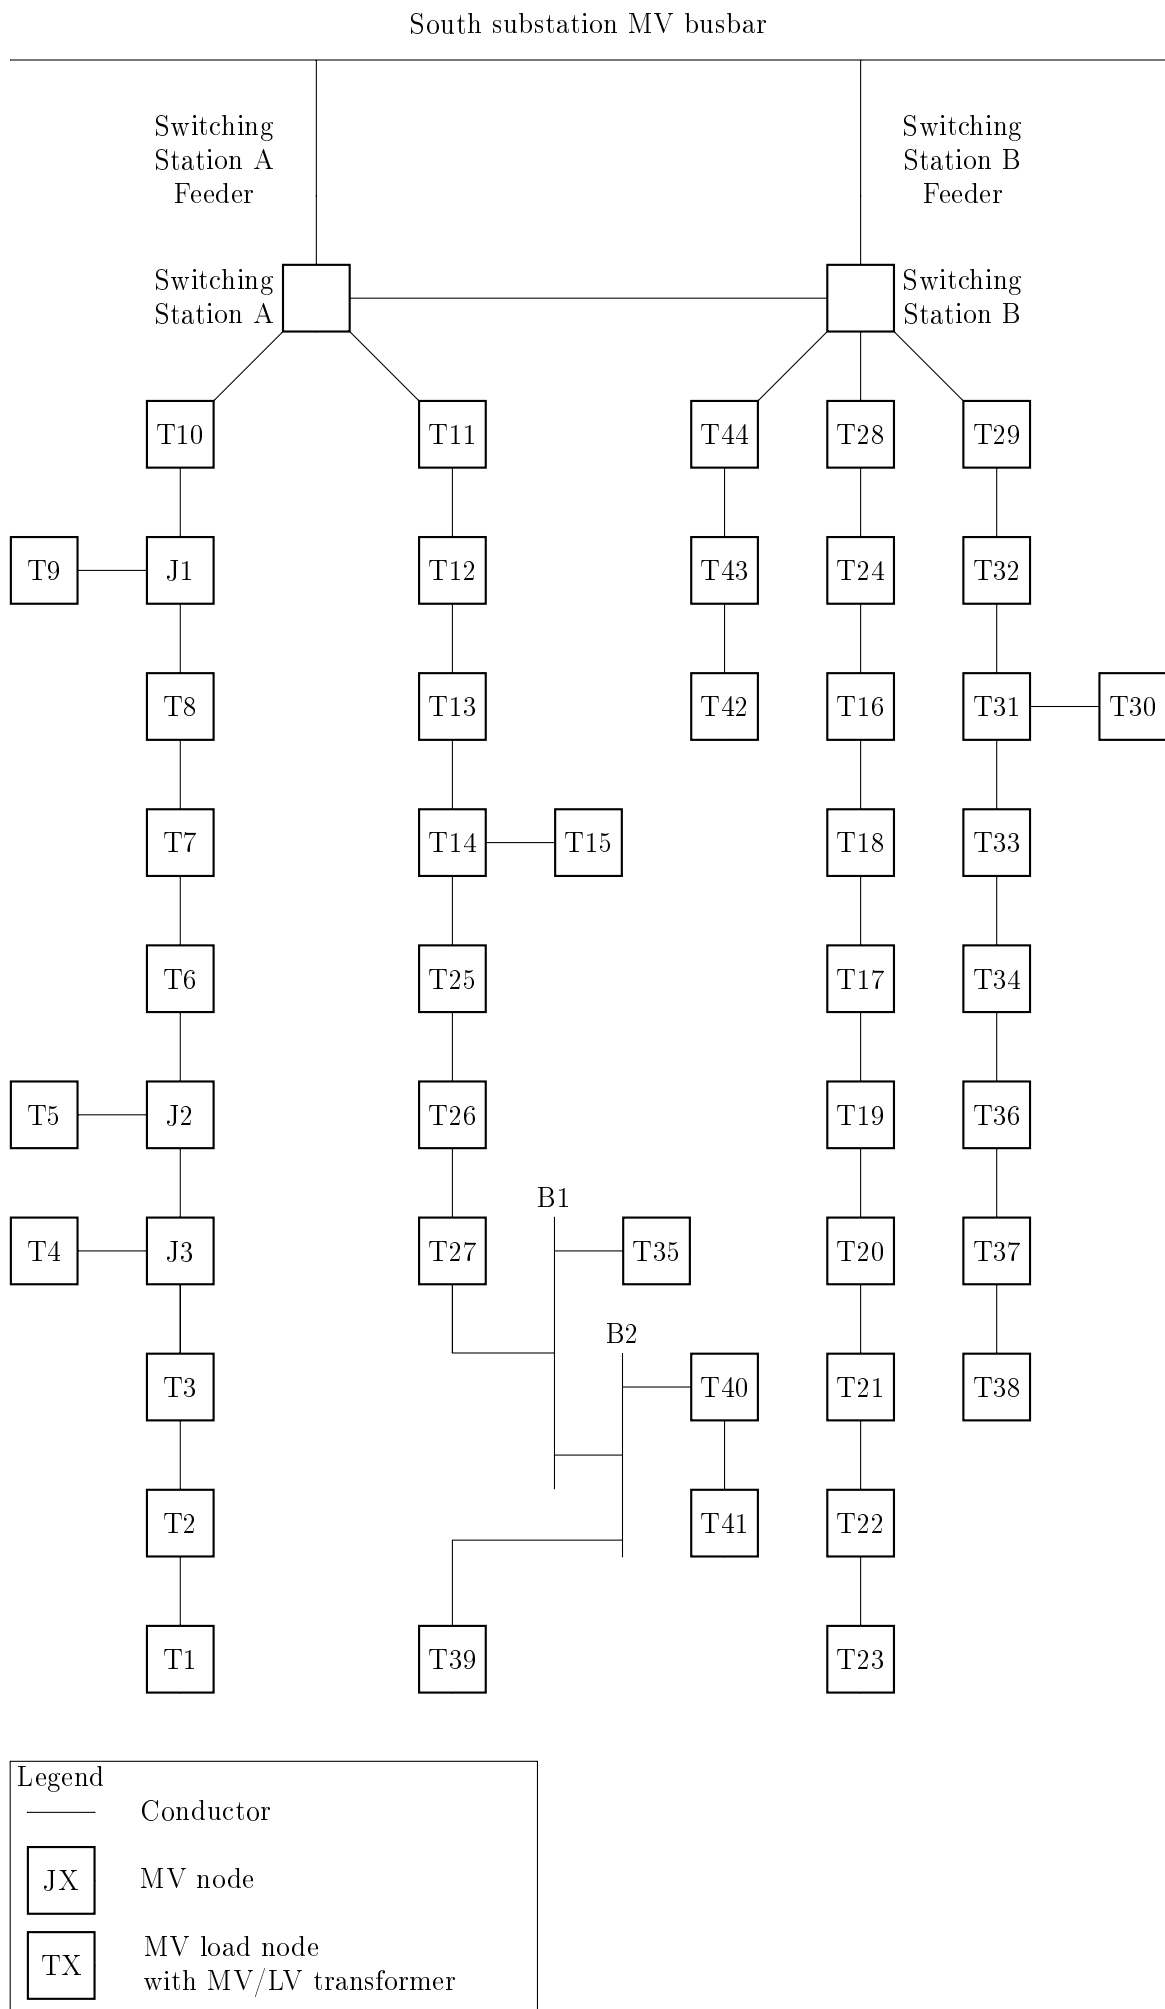 South substation MV busbar
Switching
Station A
Feeder
Switching
Station B
Feeder
Switching
Station A
Switching
Station B
T10
T11
T44
T28
T29
T9
J1
T12
T43
T24
T32
T8
T13
T42
T16
T31
T30
T7
T14
T15
T18
T33
T6
T25
T17
T34
T5
J2
T26
T19
T36
B1
T4
J3
T27
T35
T20
T37
B2
T3
T40
T21
T38
T2
T41
T22
T1
T39
T23
Legend
Conductor
JX
MV node
TX
MV load node
with MV/LV transformer